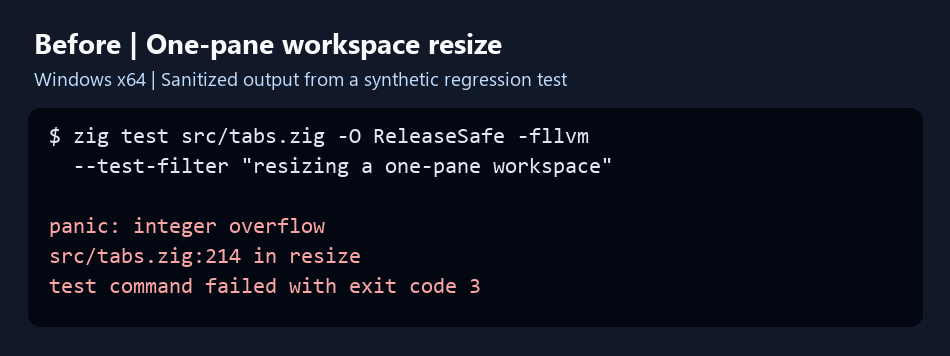 Before | One-pane workspace resize
Windows x64 | Sanitized output from a synthetic regression test
$ zig test src/tabs.zig -O ReleaseSafe -fllvm
--test-filter "resizing a one-pane workspace"
panic: integer overflow
src/tabs.zig:214 in resize
test command failed with exit code 3